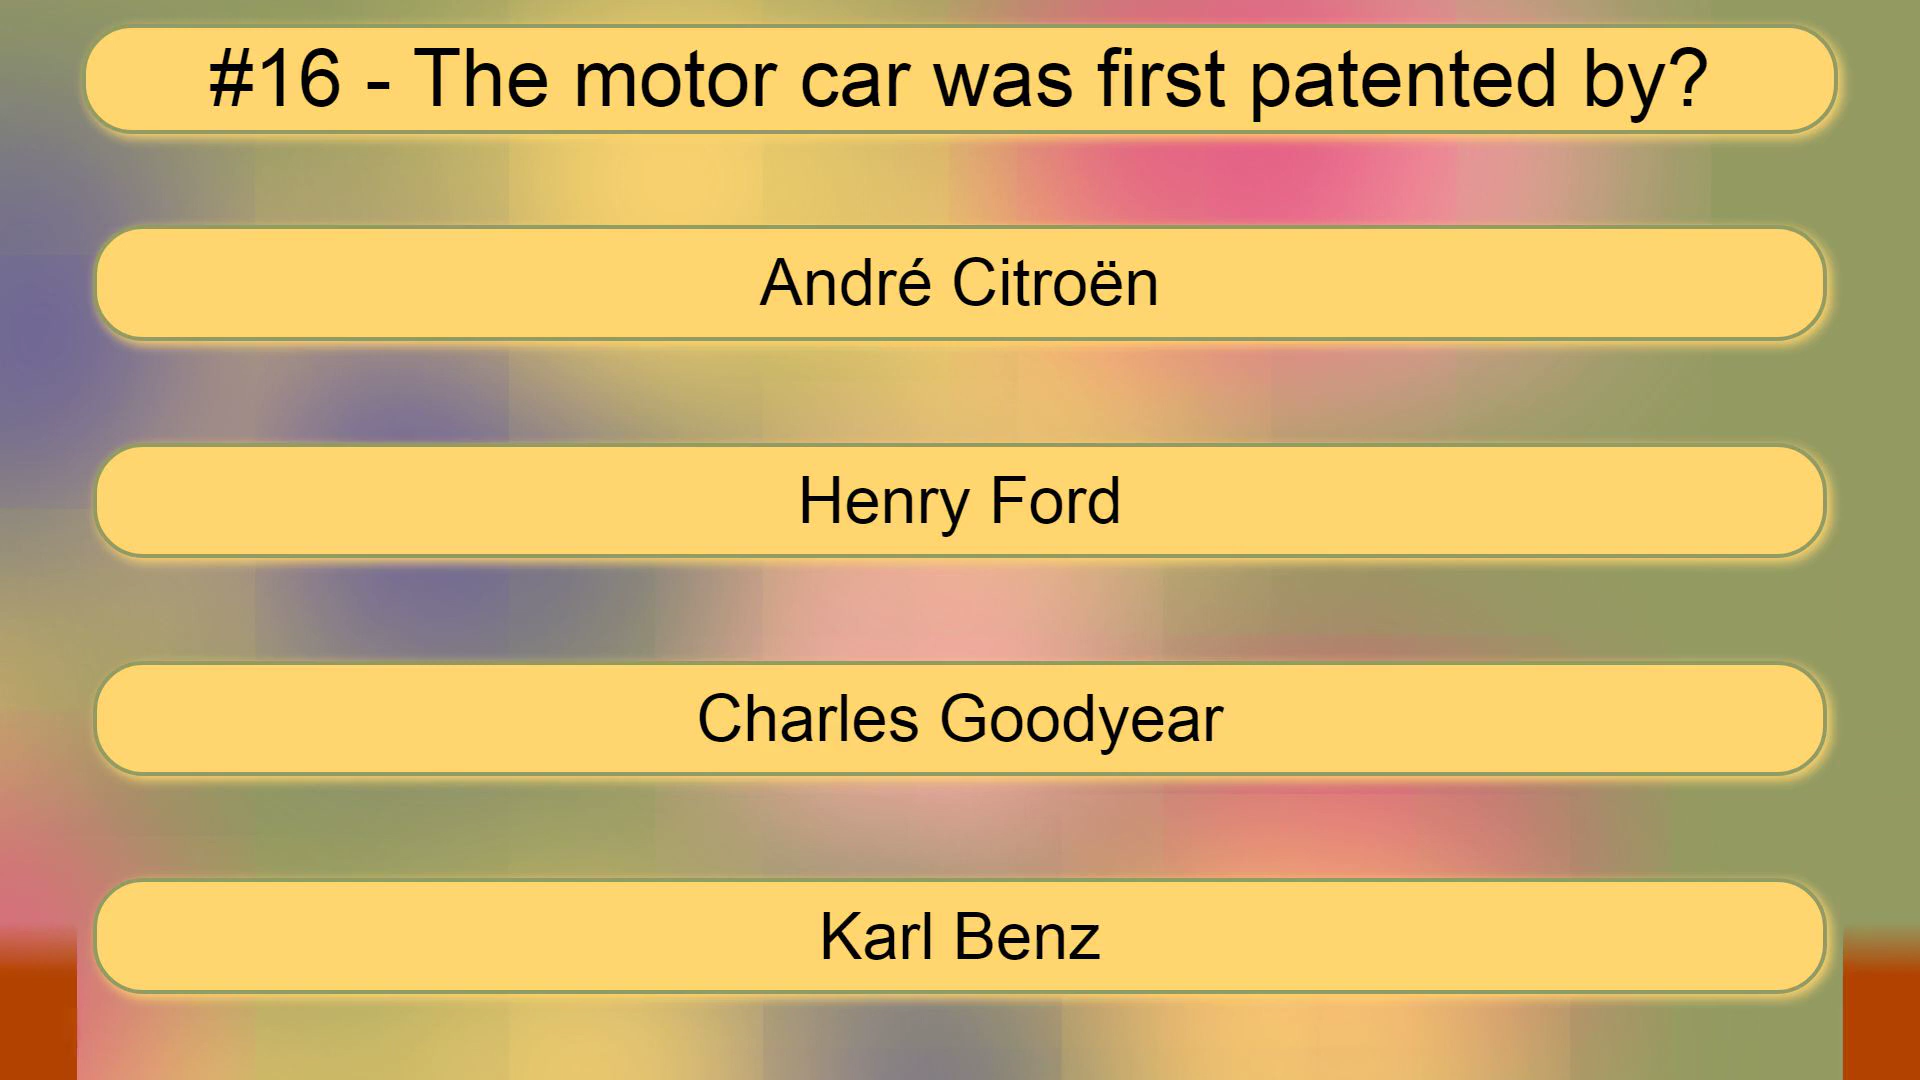 #16 - The motor car was first patented by?
André Citroën
Henry Ford
Charles Goodyear
Karl Benz